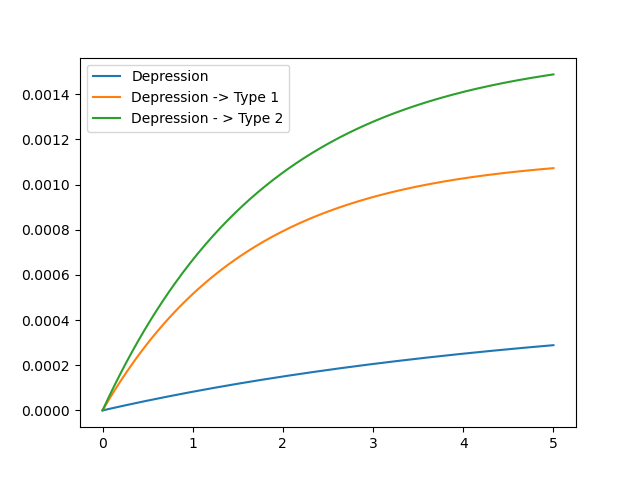 Depression
Depression -> Type 1
Depression - > Type 2
0.0014
0.0012
0.0010
0.0008
0.0006
0.0004
0.0002
0.0000
0 1 2 3 4 5